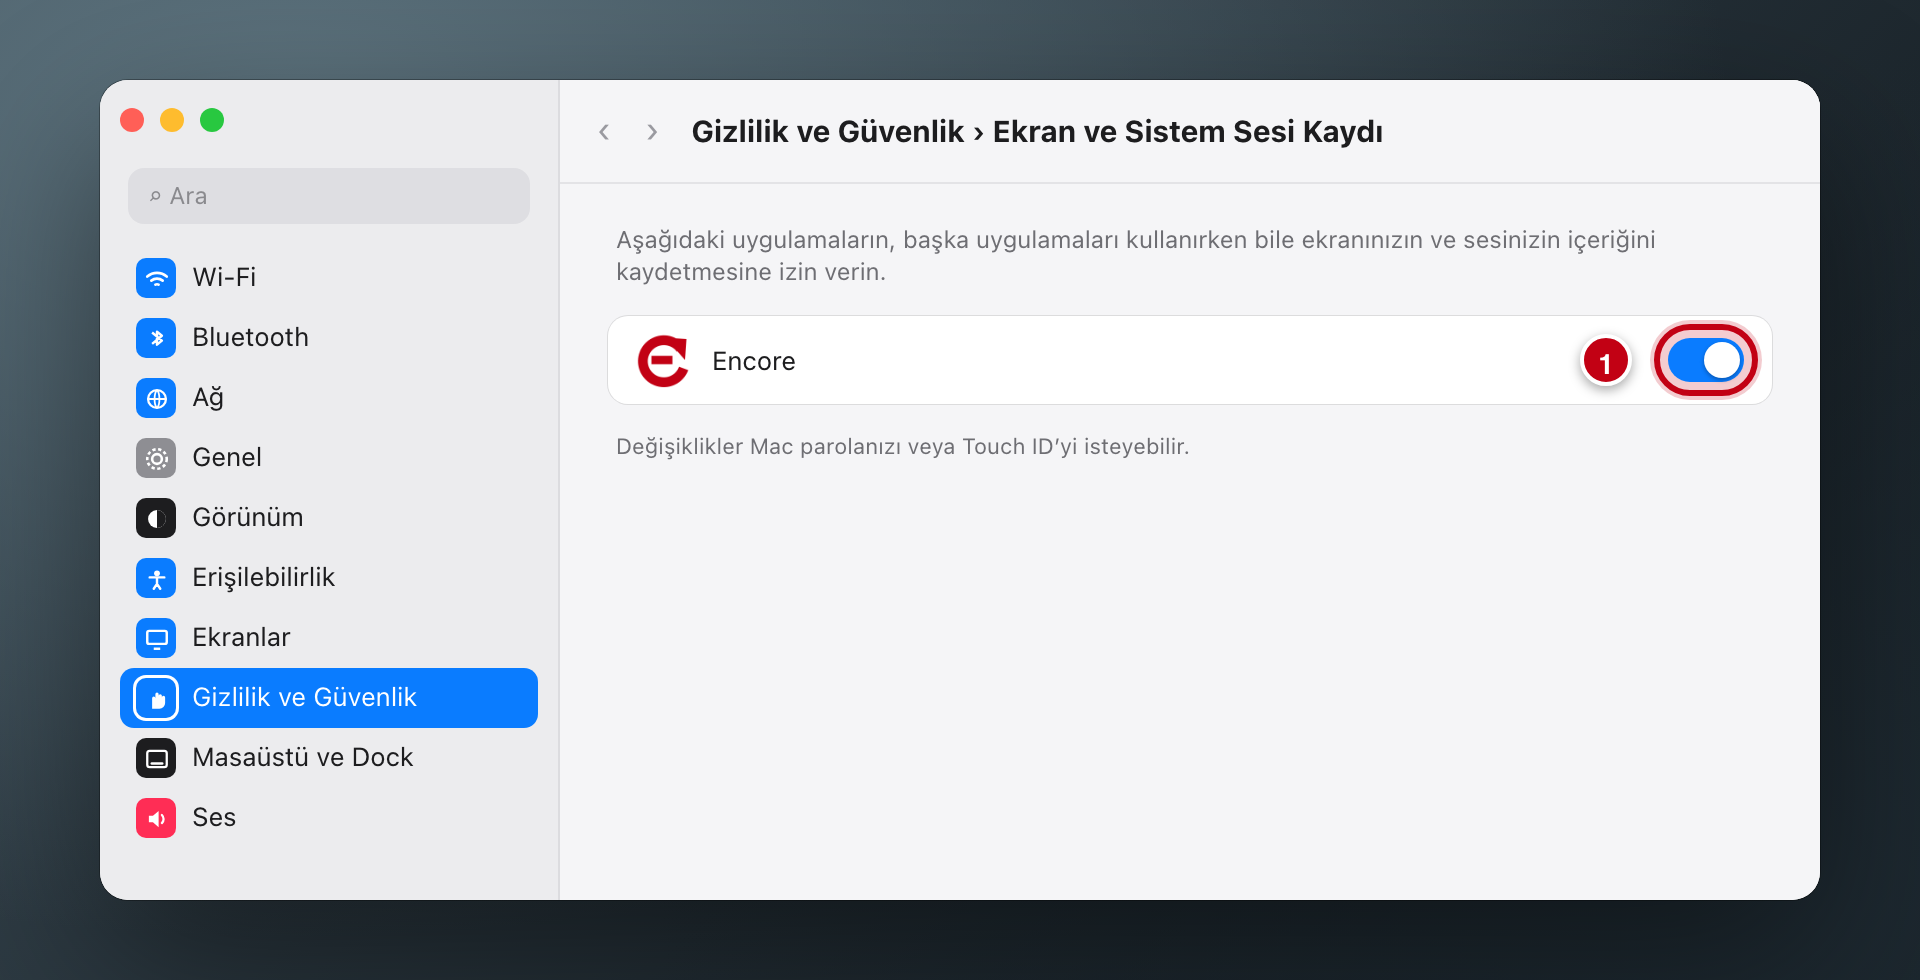 Ara
Wi-Fi
Bluetooth
Ağ
Genel
Görünüm
Erişilebilirlik
Ekranlar
Gizlilik ve Güvenlik
Masaüstü ve Dock
Ses
Gizlilik ve Güvenlik › Ekran ve Sistem Sesi Kaydı
Aşağıdaki uygulamaların, başka uygulamaları kullanırken bile ekranınızın ve sesinizin içeriğini
kaydetmesine izin verin.
Encore
1
Değişiklikler Mac parolanızı veya Touch ID’yi isteyebilir.